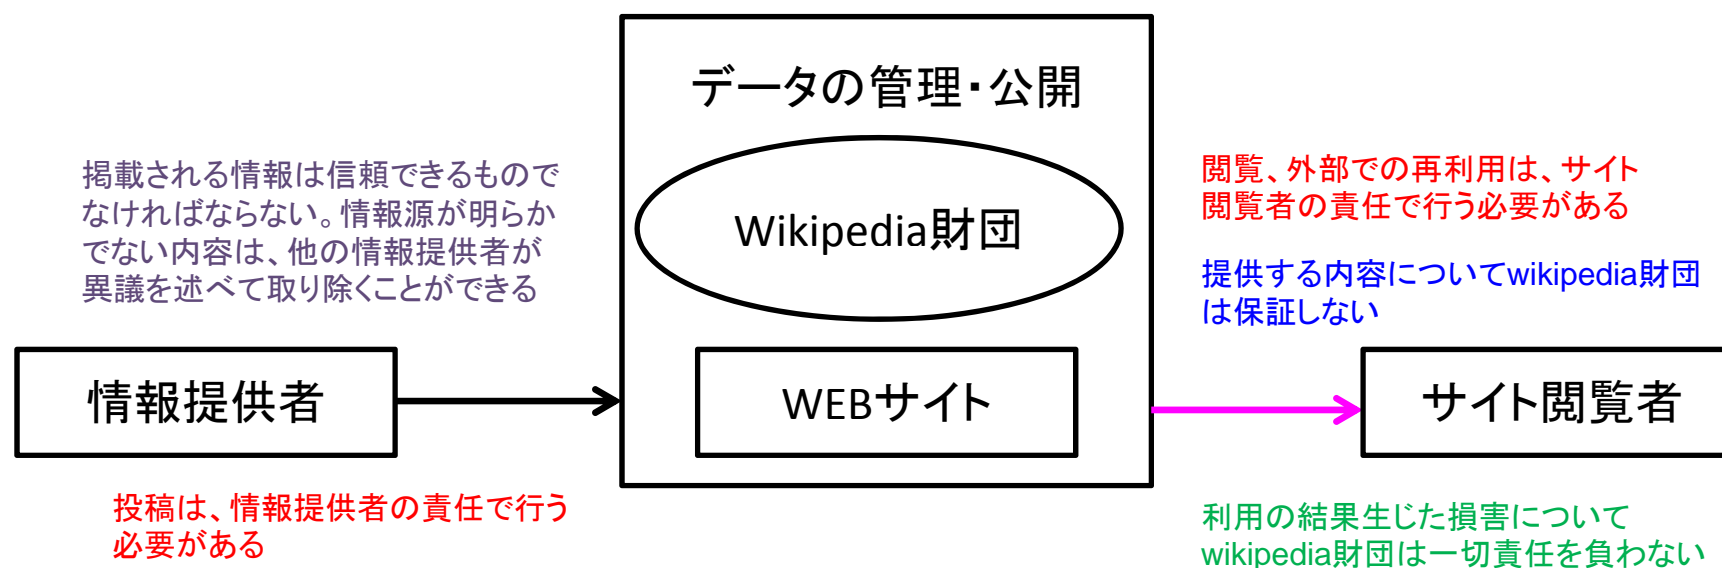 データの管理・公開
Wikipedia財団
WEBサイト
掲載される情報は信頼できるもので
なければならない。情報源が明らか
でない内容は、他の情報提供者が
異議を述べて取り除くことができる
情報提供者
投稿は、情報提供者の責任で行う
必要がある
閲覧、外部での再利用は、サイト
閲覧者の責任で行う必要がある
提供する内容についてwikipedia財団
は保証しない
サイト閲覧者
利用の結果生じた損害について
wikipedia財団は一切責任を負わない